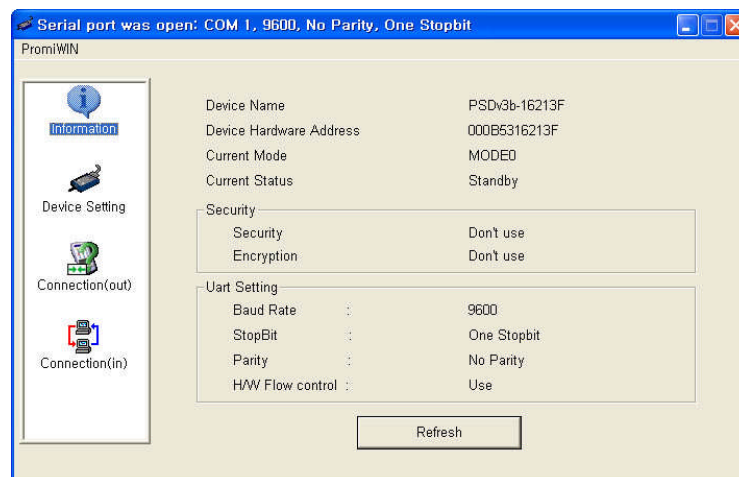 Serial port was open: COM 1, 9600, No Parity, One Stopbit
PromiWIN
Information
Device Setting
Connection(out)
Connection(in)
Device Name PSDv3b-16213F
Device Hardware Address 000B5316213F
Current Mode MODE0
Current Status Standby
Security
Security Don't use
Encryption Don't use
Uart Setting
Baud Rate : 9600
StopBit : One Stopbit
Parity : No Parity
H/W Flow control : Use
Refresh